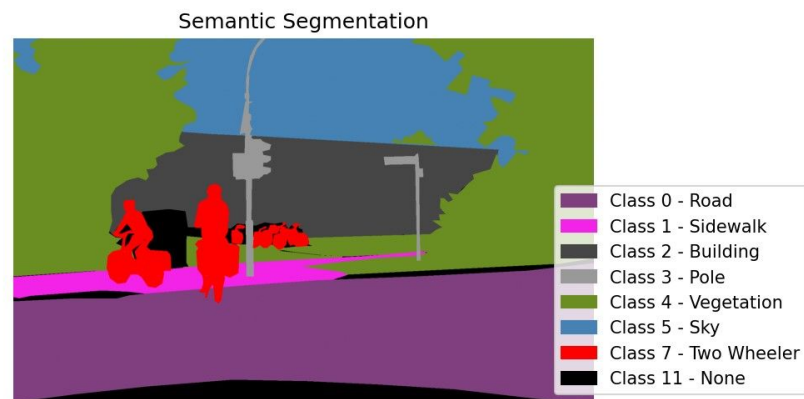 Semantic Segmentation
Class 0 - Road
Class 1 - Sidewalk
Class 2 - Building
Class 3 - Pole
Class 4 - Vegetation
Class 5 - Sky
Class 7 - Two Wheeler
Class 11 - None